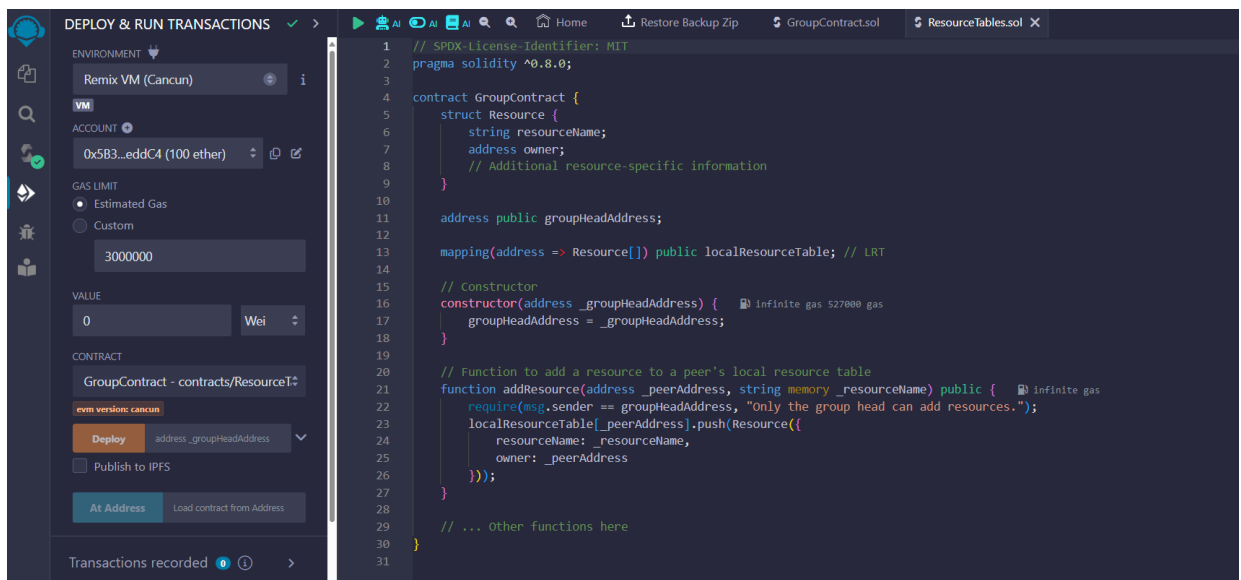 DEPLOY & RUN TRANSACTIONS
ENVIRONMENT
Remix VM (Cancun)
VM
ACCOUNT
0x5B3...eddC4 (100 ether)
GAS LIMIT
Estimated Gas
Custom
3000000
VALUE
0 Wei
CONTRACT
GroupContract - contracts/ResourceT
evm version: cancun
Deploy address _groupHeadAddress
Publish to IPFS
At Address Load contract from Address
Transactions recorded 0 i
AI AI AI Home Restore Backup Zip GroupContract.sol ResourceTables.sol
1 // SPDX-License-Identifier: MIT
2 pragma solidity ^0.8.0;
3
4 contract GroupContract {
5 struct Resource {
6 string resourceName;
7 address owner;
8 // Additional resource-specific information
9 }
10
11 address public groupHeadAddress;
12
13 mapping(address => Resource[]) public localResourceTable; // LRT
14
15 // Constructor
16 constructor(address _groupHeadAddress) { infinite gas 527000 gas
17 groupHeadAddress = _groupHeadAddress;
18 }
19
20 // Function to add a resource to a peer's local resource table
21 function addResource(address _peerAddress, string memory _resourceName) public { infinite gas
22 require(msg.sender == groupHeadAddress, "Only the group head can add resources.");
23 localResourceTable[_peerAddress].push(Resource({
24 resourceName: _resourceName,
25 owner: _peerAddress
26 }));
27 }
28
29 // ... Other functions here
30 }
31